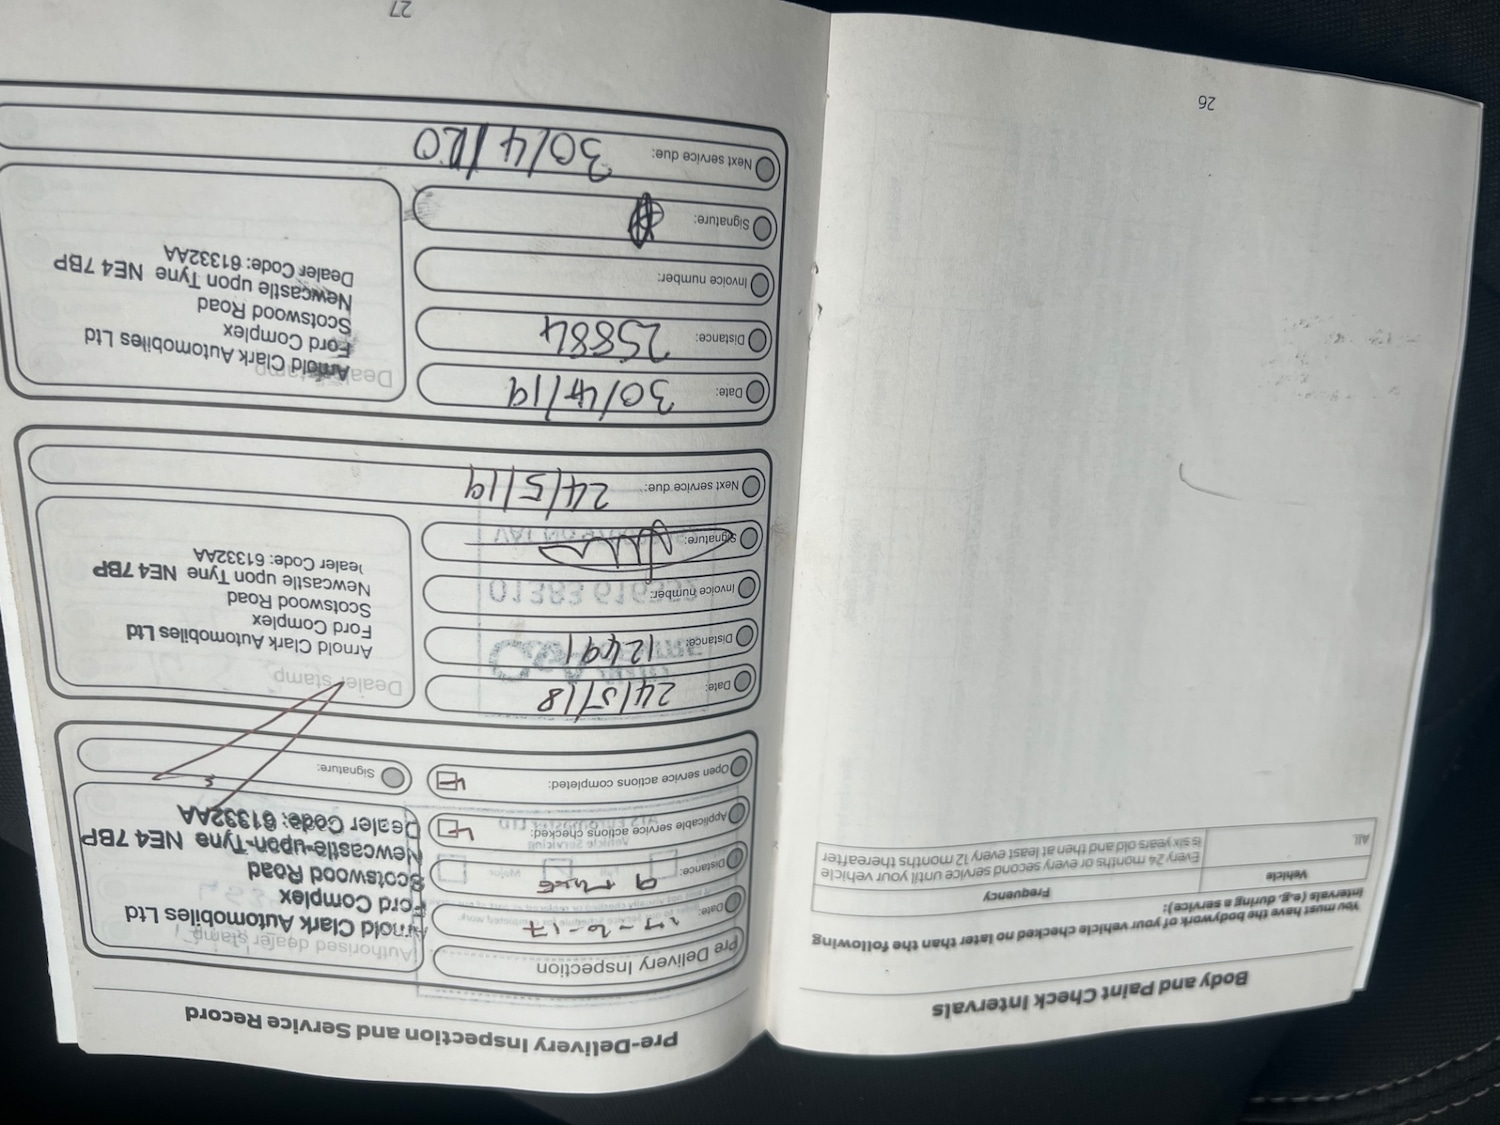 Body and Paint Check Intervals
You must have the bodywork of your vehicle checked no later than the following
intervals (e.g. during a service):
Vehicle
Frequency
All.
Every 24 months or every second service until your vehicle
is six years old and then at least every 12 months thereafter
26
Pre-Delivery Inspection and Service Record
Pre Delivery Inspection
Date:
Distance: 9
Applicable service actions checked:
Open service actions completed:
Authorised dealer stamp
Arnold Clark Automobiles Ltd
Ford Complex
Scotswood Road
Newcastle-upon-Tyne NE4 7BP
Dealer Code: 61332AA
Signature:
Date: 24/5/18
Distance: 12491
Invoice number:
Signature:
Next service due: 24/5/19
Dealer stamp
Arnold Clark Automobiles Ltd
Ford Complex
Scotswood Road
Newcastle upon Tyne NE4 7BP
ealer Code: 61332AA
Date: 30/4/19
Distance: 25884
Invoice number:
Signature:
Next service due: 30/4/20
Dealer stamp
Arnold Clark Automobiles Ltd
Ford Complex
Scotswood Road
Newcastle upon Tyne NE4 7BP
Dealer Code: 61332AA
27